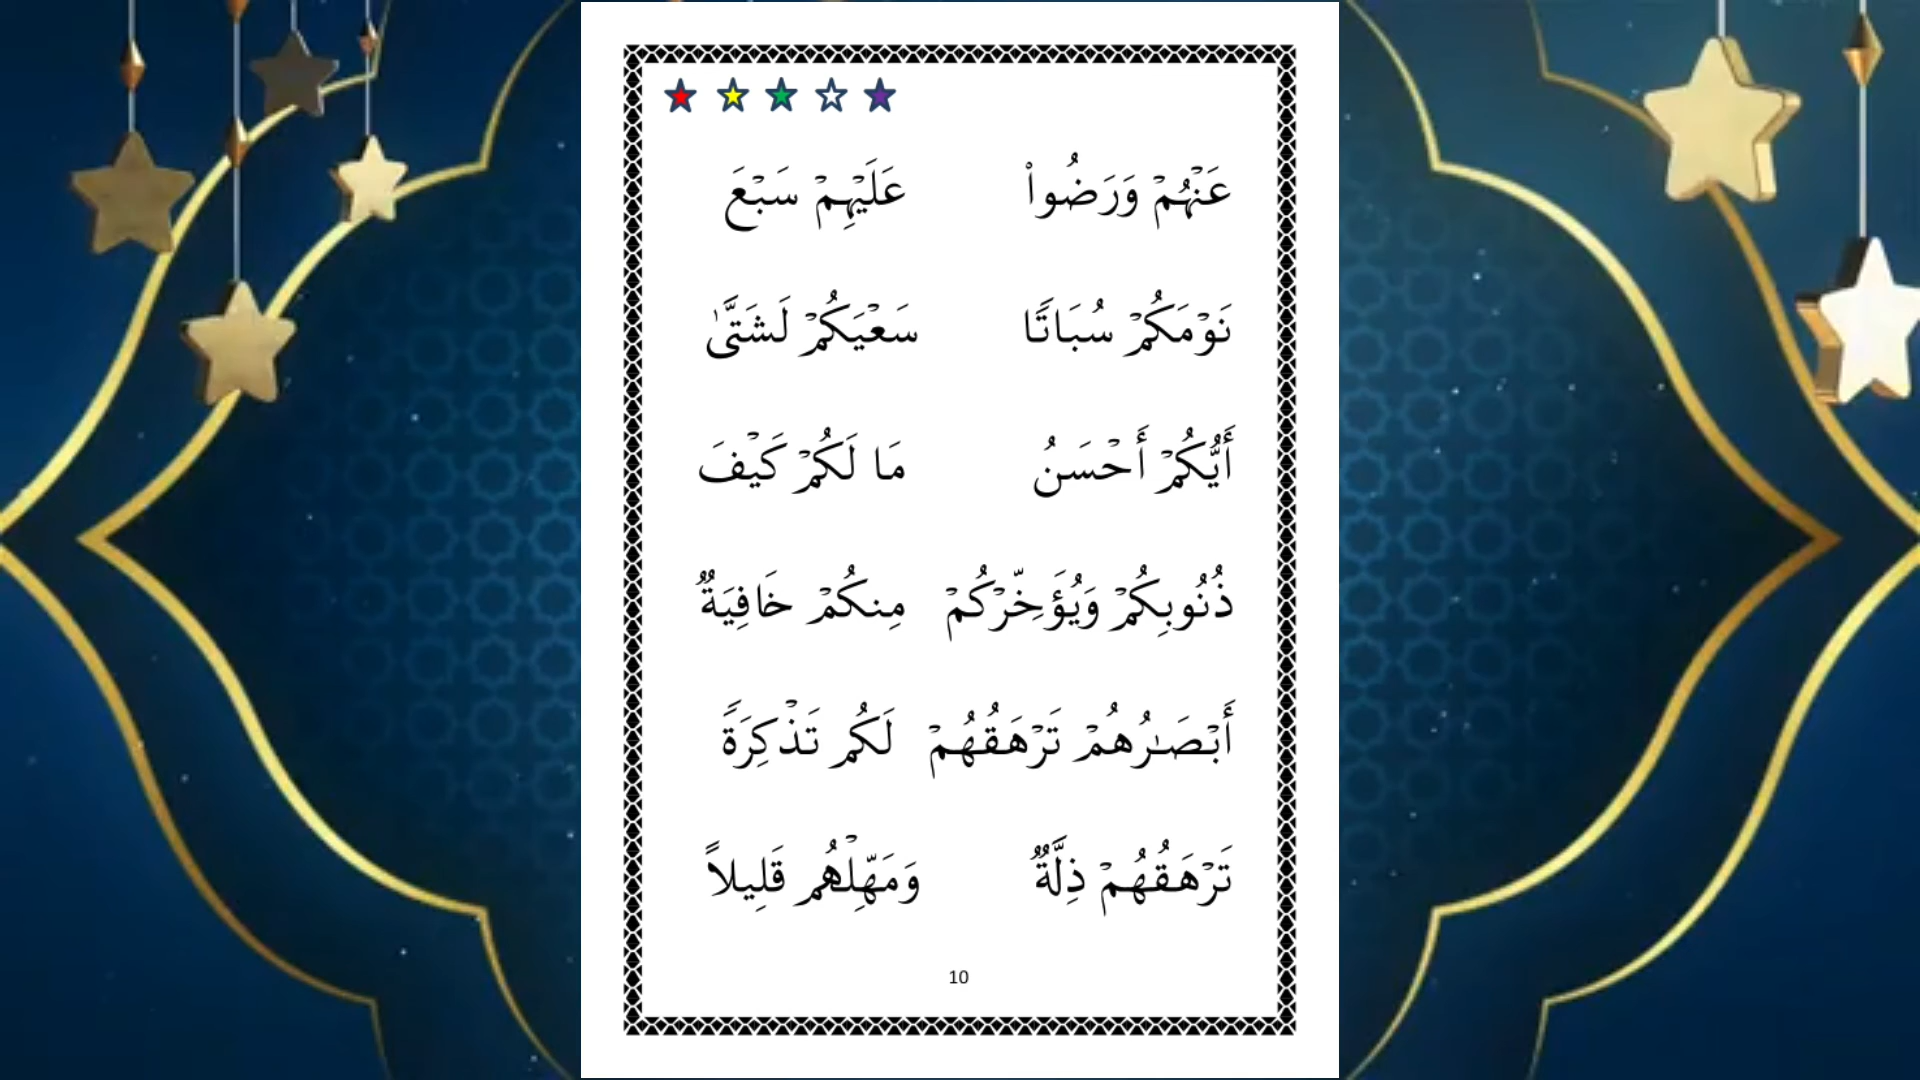 عَنۡهُمۡ وَرَضُواْ عَلَيۡهِمۡ سَبۡعَ
نَوۡمَكُمۡ سُبَاتًا سَعۡيَكُمۡ لَشَتَّىٰ
أَيُّكُمۡ أَحۡسَنُ مَا لَكُمۡ كَيۡفَ
ذُنُوبِكُمۡ وَيُؤَخِّرۡكُمۡ مِنكُمۡ خَافِيَةٌ
أَبۡصَٰرُهُمۡ تَرۡهَقُهُمۡ لَكُمۡ تَذۡكِرَةً
تَرۡهَقُهُمۡ ذِلَّةٌ وَمَهِّلۡهُمۡ قَلِيلاً
10